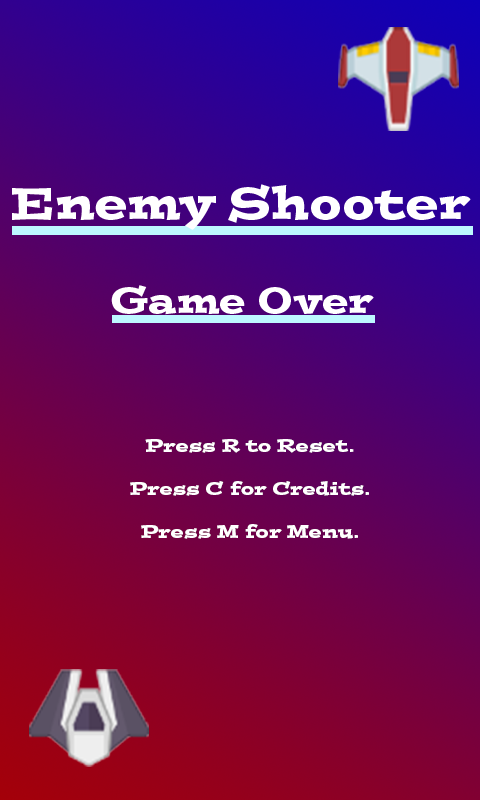 Enemy Shooter
Game Over
Press R to Reset.
Press C for Credits.
Press M for Menu.